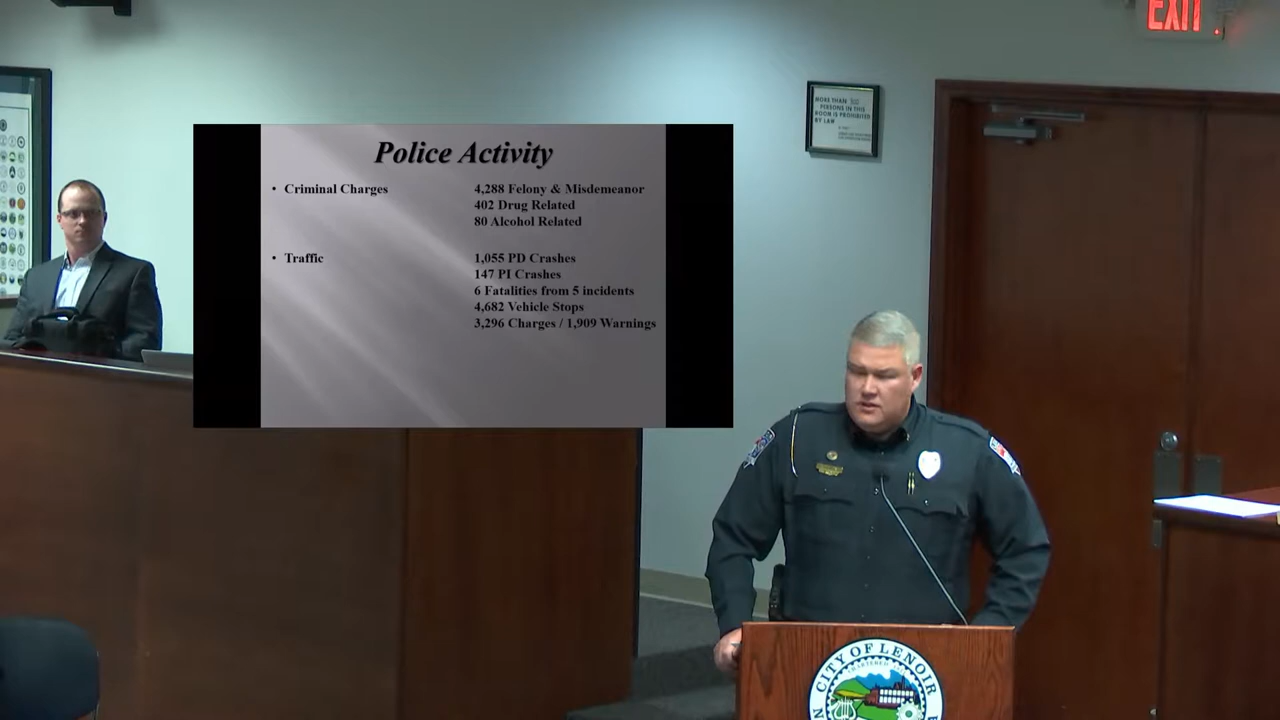 EXIT
MORE THAN
PERSONS IN THIS
ROOM IS PROHIBITED
BY LAW
Police Activity
• Criminal Charges 4,288 Felony & Misdemeanor
402 Drug Related
80 Alcohol Related
• Traffic 1,055 PD Crashes
147 PI Crashes
6 Fatalities from 5 incidents
4,682 Vehicle Stops
3,296 Charges / 1,909 Warnings
CITY OF LENOIR